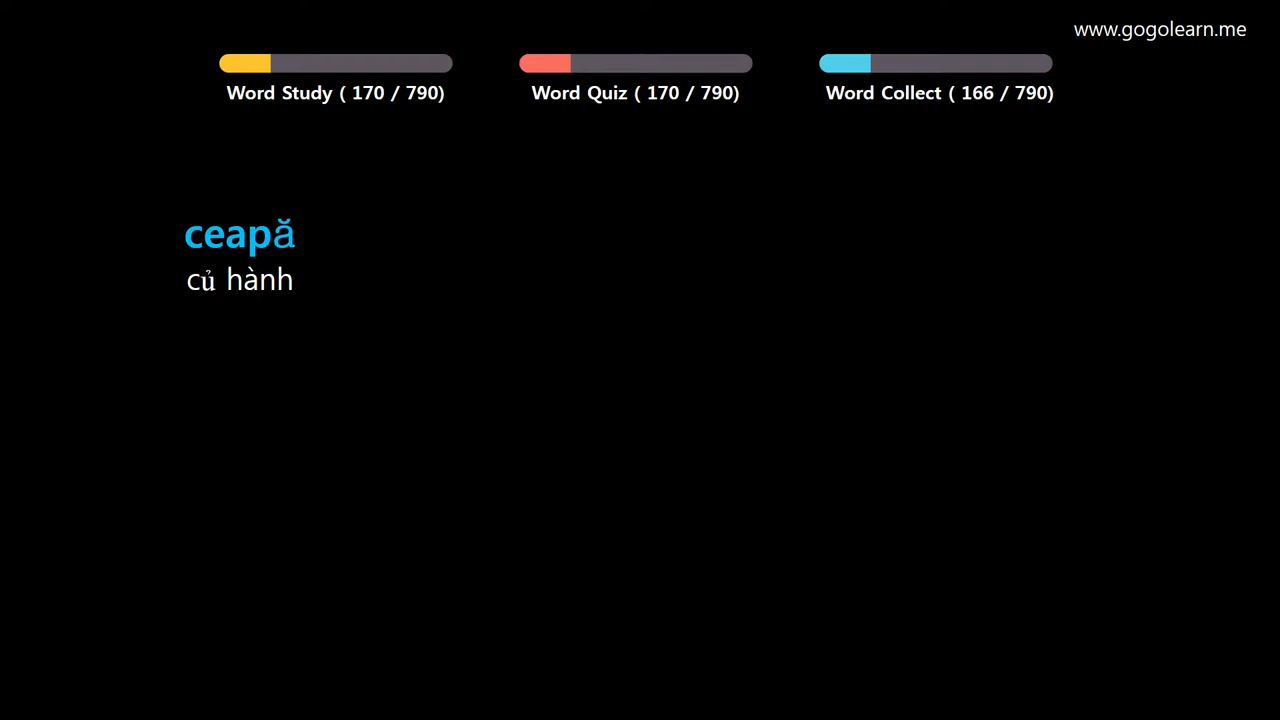 www.gogolearn.me
Word Study ( 170 / 790)
Word Quiz ( 170 / 790)
Word Collect ( 166 / 790)
ceapă
củ hành